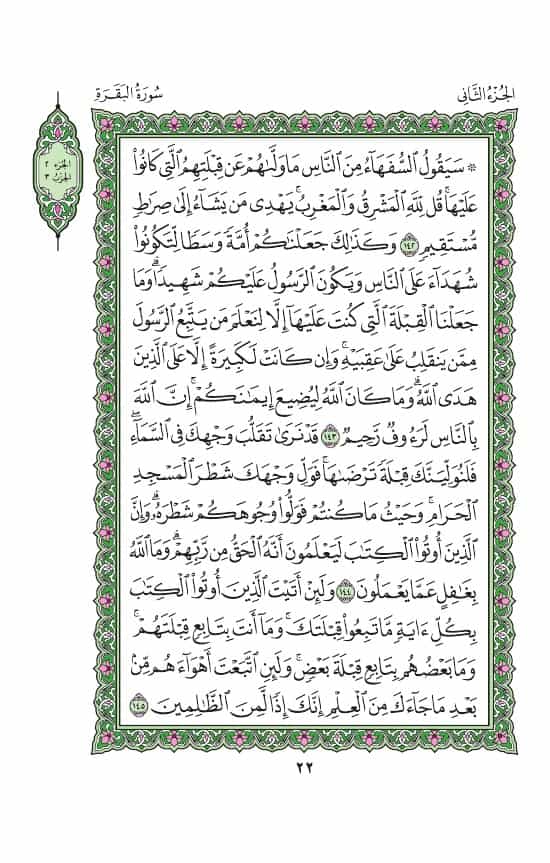 الجُزْءُ الثَّانِي
سُورَةُ البَقَرَةِ
الجزء ٢
الحزب ٣
۞ سَيَقُولُ ٱلسُّفَهَآءُ مِنَ ٱلنَّاسِ مَا وَلَّىٰهُمْ عَن قِبْلَتِهِمُ ٱلَّتِى كَانُوا۟
عَلَيْهَا ۚ قُل لِّلَّهِ ٱلْمَشْرِقُ وَٱلْمَغْرِبُ ۚ يَهْدِى مَن يَشَآءُ إِلَىٰ صِرَٰطٍ
مُّسْتَقِيمٍ ١٤٢ وَكَذَٰلِكَ جَعَلْنَٰكُمْ أُمَّةً وَسَطًا لِّتَكُونُوا۟
شُهَدَآءَ عَلَى ٱلنَّاسِ وَيَكُونَ ٱلرَّسُولُ عَلَيْكُمْ شَهِيدًا ۗ وَمَا
جَعَلْنَا ٱلْقِبْلَةَ ٱلَّتِى كُنتَ عَلَيْهَآ إِلَّا لِنَعْلَمَ مَن يَتَّبِعُ ٱلرَّسُولَ
مِمَّن يَنقَلِبُ عَلَىٰ عَقِبَيْهِ ۚ وَإِن كَانَتْ لَكَبِيرَةً إِلَّا عَلَى ٱلَّذِينَ
هَدَى ٱللَّهُ ۗ وَمَا كَانَ ٱللَّهُ لِيُضِيعَ إِيمَٰنَكُمْ ۚ إِنَّ ٱللَّهَ
بِٱلنَّاسِ لَرَءُوفٌ رَّحِيمٌ ١٤٣ قَدْ نَرَىٰ تَقَلُّبَ وَجْهِكَ فِى ٱلسَّمَآءِ ۖ
فَلَنُوَلِّيَنَّكَ قِبْلَةً تَرْضَىٰهَا ۚ فَوَلِّ وَجْهَكَ شَطْرَ ٱلْمَسْجِدِ
ٱلْحَرَامِ ۚ وَحَيْثُ مَا كُنتُمْ فَوَلُّوا۟ وُجُوهَكُمْ شَطْرَهُۥ ۗ وَإِنَّ
ٱلَّذِينَ أُوتُوا۟ ٱلْكِتَٰبَ لَيَعْلَمُونَ أَنَّهُ ٱلْحَقُّ مِن رَّبِّهِمْ ۗ وَمَا ٱللَّهُ
بِغَٰفِلٍ عَمَّا يَعْمَلُونَ ١٤٤ وَلَئِنْ أَتَيْتَ ٱلَّذِينَ أُوتُوا۟ ٱلْكِتَٰبَ
بِكُلِّ ءَايَةٍ مَّا تَبِعُوا۟ قِبْلَتَكَ ۚ وَمَآ أَنتَ بِتَابِعٍ قِبْلَتَهُمْ ۚ
وَمَا بَعْضُهُم بِتَابِعٍ قِبْلَةَ بَعْضٍ ۚ وَلَئِنِ ٱتَّبَعْتَ أَهْوَآءَهُم مِّنۢ
بَعْدِ مَا جَآءَكَ مِنَ ٱلْعِلْمِ ۙ إِنَّكَ إِذًا لَّمِنَ ٱلظَّٰلِمِينَ ١٤٥
٢٢